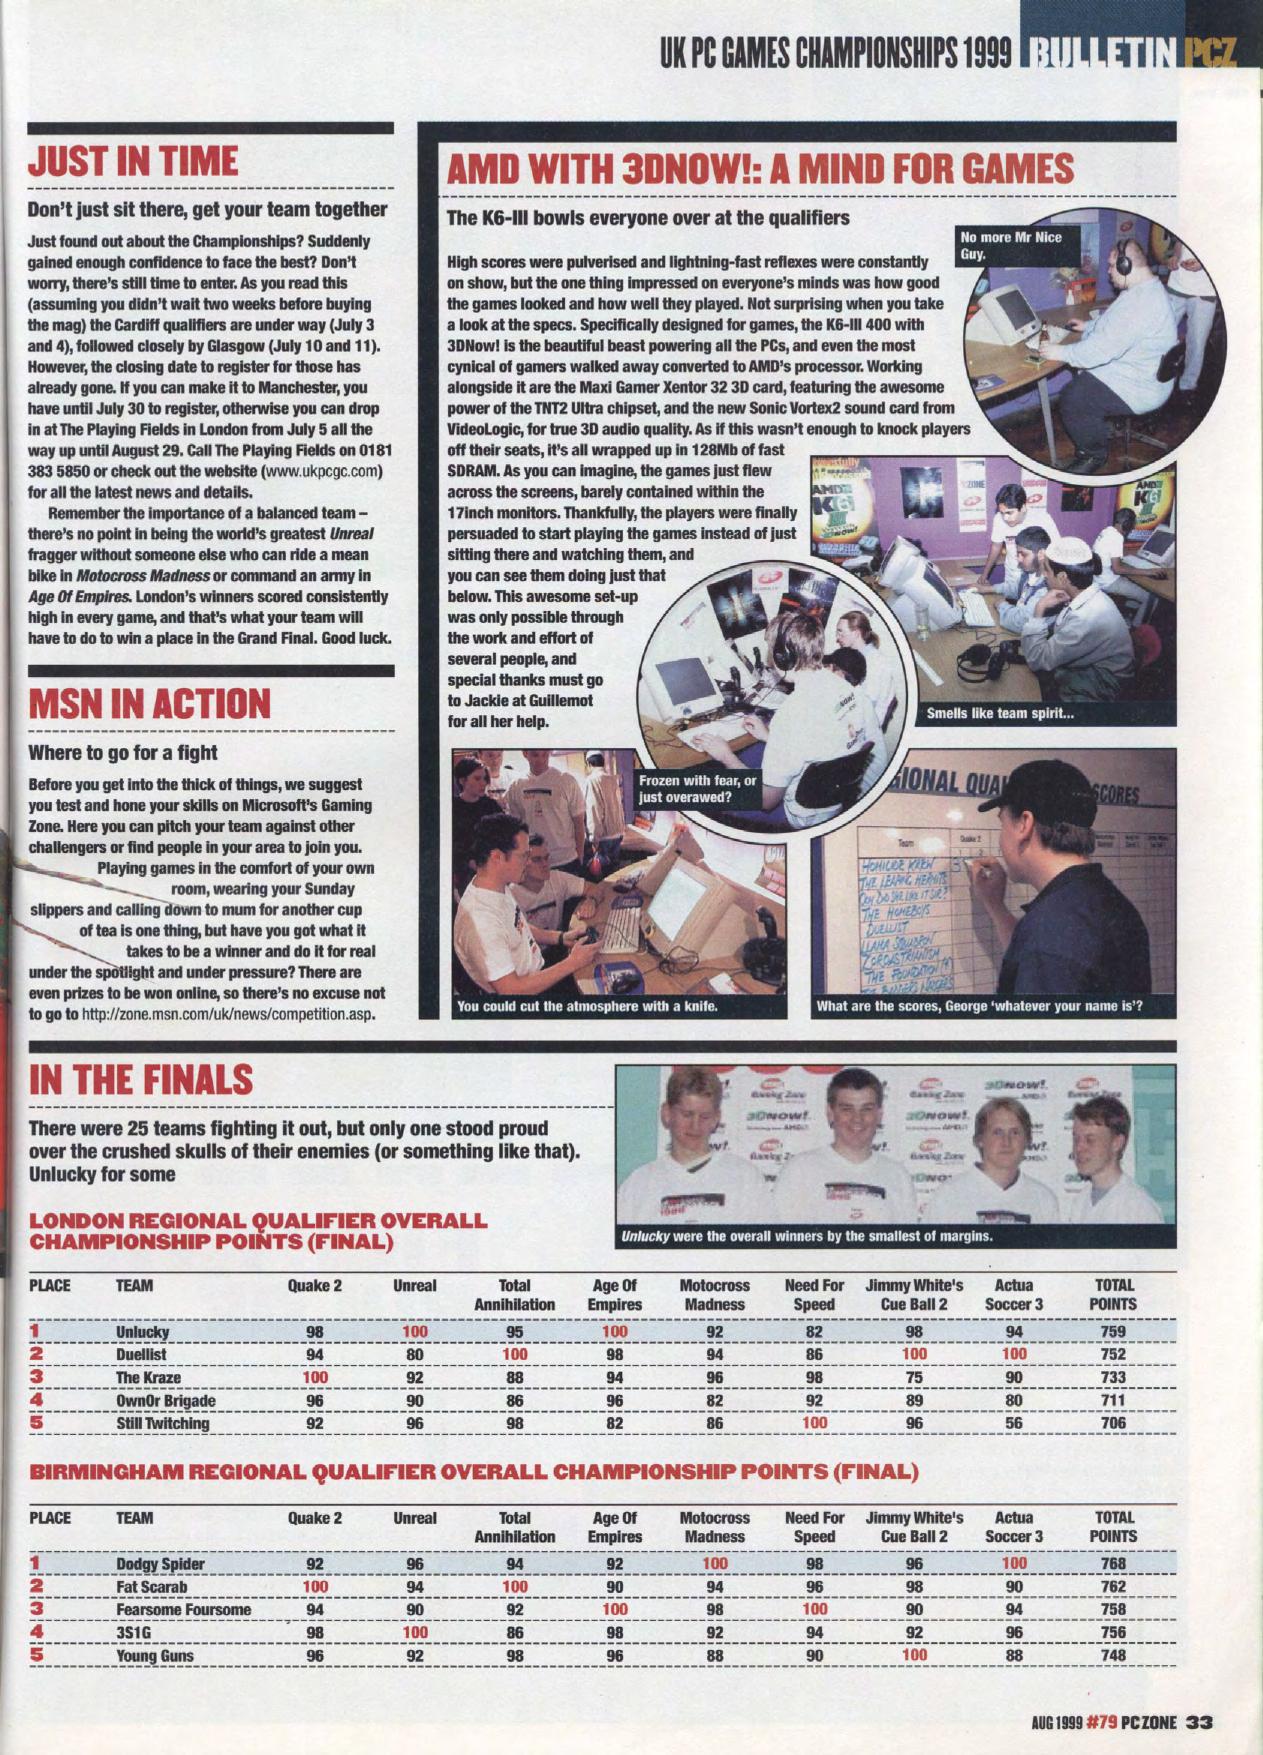 UK PC GAMES CHAMPIONSHIPS 1999 BULLETIN PCZ
JUST IN TIME
Don't just sit there, get your team together
Just found out about the Championships? Suddenly
gained enough confidence to face the best? Don't
worry, there's still time to enter. As you read this
(assuming you didn't wait two weeks before buying
the mag) the Cardiff qualifiers are under way (July 3
and 4), followed closely by Glasgow (July 10 and 11).
However, the closing date to register for those has
already gone. If you can make it to Manchester, you
have until July 30 to register, otherwise you can drop
in at The Playing Fields in London from July 5 all the
way up until August 29. Call The Playing Fields on 0181
383 5850 or check out the website (www.ukpcgc.com)
for all the latest news and details.
Remember the importance of a balanced team –
there's no point in being the world's greatest Unreal
fragger without someone else who can ride a mean
bike in Motocross Madness or command an army in
Age Of Empires. London's winners scored consistently
high in every game, and that's what your team will
have to do to win a place in the Grand Final. Good luck.
MSN IN ACTION
Where to go for a fight
Before you get into the thick of things, we suggest
you test and hone your skills on Microsoft's Gaming
Zone. Here you can pitch your team against other
challengers or find people in your area to join you.
Playing games in the comfort of your own
room, wearing your Sunday
slippers and calling down to mum for another cup
of tea is one thing, but have you got what it
takes to be a winner and do it for real
under the spotlight and under pressure? There are
even prizes to be won online, so there's no excuse not
to go to http://zone.msn.com/uk/news/competition.asp.
AMD WITH 3DNOW!: A MIND FOR GAMES
The K6-III bowls everyone over at the qualifiers
High scores were pulverised and lightning-fast reflexes were constantly
on show, but the one thing impressed on everyone's minds was how good
the games looked and how well they played. Not surprising when you take
a look at the specs. Specifically designed for games, the K6-III 400 with
3DNow! is the beautiful beast powering all the PCs, and even the most
cynical of gamers walked away converted to AMD's processor. Working
alongside it are the Maxi Gamer Xentor 32 3D card, featuring the awesome
power of the TNT2 Ultra chipset, and the new Sonic Vortex2 sound card from
VideoLogic, for true 3D audio quality. As if this wasn't enough to knock players
off their seats, it's all wrapped up in 128Mb of fast
SDRAM. As you can imagine, the games just flew
across the screens, barely contained within the
17inch monitors. Thankfully, the players were finally
persuaded to start playing the games instead of just
sitting there and watching them, and
you can see them doing just that
below. This awesome set-up
was only possible through
the work and effort of
several people, and
special thanks must go
to Jackie at Guillemot
for all her help.
No more Mr Nice
Guy.
AMD
K6
ZONE
AMD
K6
Smells like team spirit...
Frozen with fear, or
just overawed?
You could cut the atmosphere with a knife.
IONAL QUA SCORES
Team Quake 2
HOMICIDE KREW
THE LEAPING HERMITS
THE HOMEBOYS
DUELLIST
LLAMA SQUADRON
ZOROASTRIANISM
THE FOUNDATION
What are the scores, George 'whatever your name is'?
IN THE FINALS
There were 25 teams fighting it out, but only one stood proud
over the crushed skulls of their enemies (or something like that).
Unlucky for some
3DNOW!
Gaming Zone
Unlucky were the overall winners by the smallest of margins.
LONDON REGIONAL QUALIFIER OVERALL
CHAMPIONSHIP POINTS (FINAL)
PLACE TEAM Quake 2 Unreal Total Age Of Motocross Need For Jimmy White's Actua TOTAL
Annihilation Empires Madness Speed Cue Ball 2 Soccer 3 POINTS
1 Unlucky 98 100 95 100 92 82 98 94 759
2 Duellist 94 80 100 98 94 86 100 100 752
3 The Kraze 100 92 88 94 96 98 75 90 733
4 Own0r Brigade 96 90 86 96 82 92 89 80 711
5 Still Twitching 92 96 98 82 86 100 96 56 706
BIRMINGHAM REGIONAL QUALIFIER OVERALL CHAMPIONSHIP POINTS (FINAL)
PLACE TEAM Quake 2 Unreal Total Age Of Motocross Need For Jimmy White's Actua TOTAL
Annihilation Empires Madness Speed Cue Ball 2 Soccer 3 POINTS
1 Dodgy Spider 92 96 94 92 100 98 96 100 768
2 Fat Scarab 100 94 100 90 94 96 98 90 762
3 Fearsome Foursome 94 90 92 100 98 100 90 94 758
4 3S1G 98 100 86 98 92 94 92 96 756
5 Young Guns 96 92 98 96 88 90 100 88 748
AUG 1999 #79 PC ZONE 33